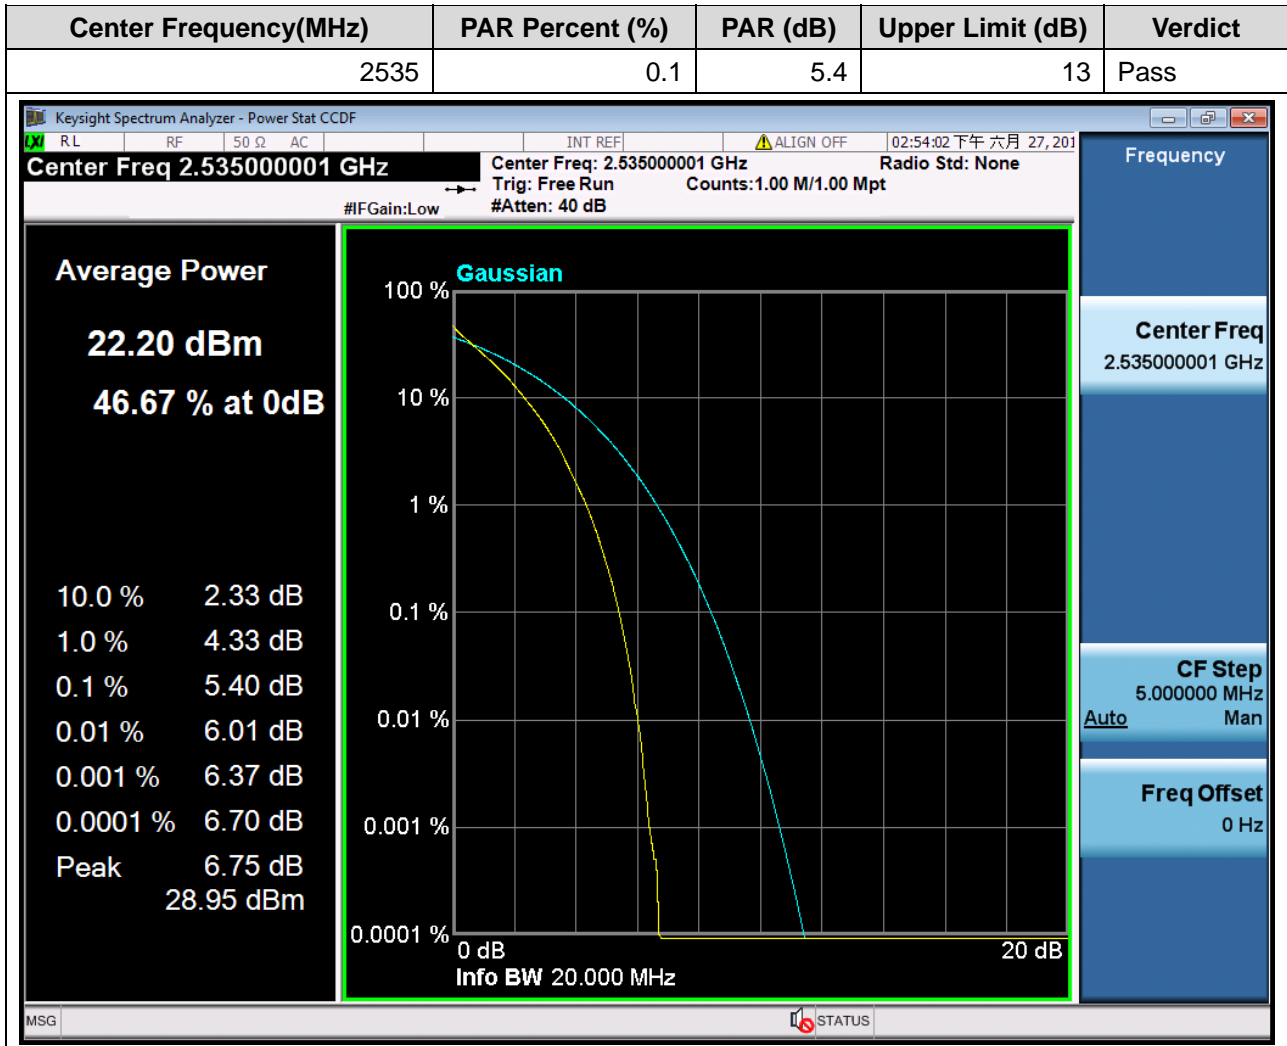 Center Frequency(MHz) PAR Percent (%) PAR (dB) Upper Limit (dB) Verdict
2535 0.1 5.4 13 Pass
Keysight Spectrum Analyzer - Power Stat CCDF
LXI RL RF 50 Ω AC INT REF ALIGN OFF 02:54:02 下午 六月 27, 201
Center Freq 2.535000001 GHz
Center Freq: 2.535000001 GHz Radio Std: None
Trig: Free Run Counts:1.00 M/1.00 Mpt
#IFGain:Low #Atten: 40 dB
Frequency
Average Power
22.20 dBm
46.67 % at 0dB
10.0 % 2.33 dB
1.0 % 4.33 dB
0.1 % 5.40 dB
0.01 % 6.01 dB
0.001 % 6.37 dB
0.0001 % 6.70 dB
Peak 6.75 dB
28.95 dBm
Gaussian
100 %
10 %
1 %
0.1 %
0.01 %
0.001 %
0.0001 %
0 dB 20 dB
Info BW 20.000 MHz
Center Freq
2.535000001 GHz
CF Step
5.000000 MHz
Auto Man
Freq Offset
0 Hz
MSG STATUS